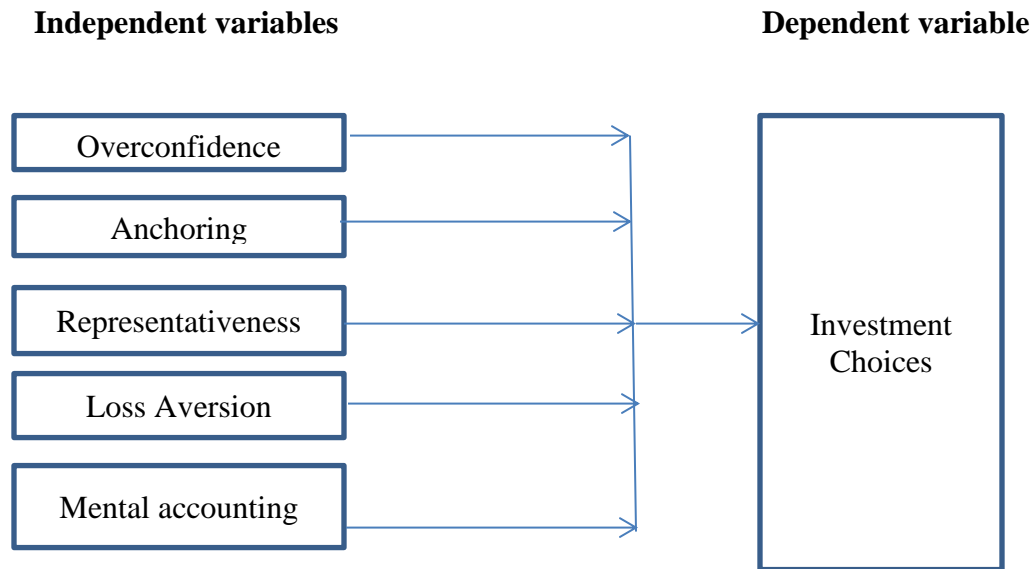 Independent variables
Dependent variable
Overconfidence
Anchoring
Representativeness
Loss Aversion
Mental accounting
Investment
Choices